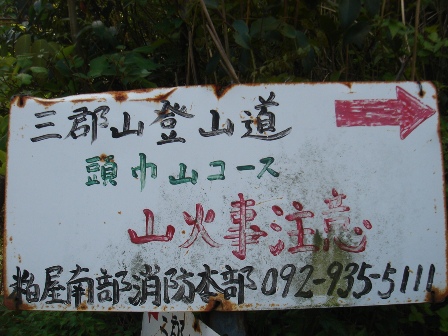 三郡山登山道
頭巾山コース
山火事注意
粕屋南部消防本部 092-935-5111